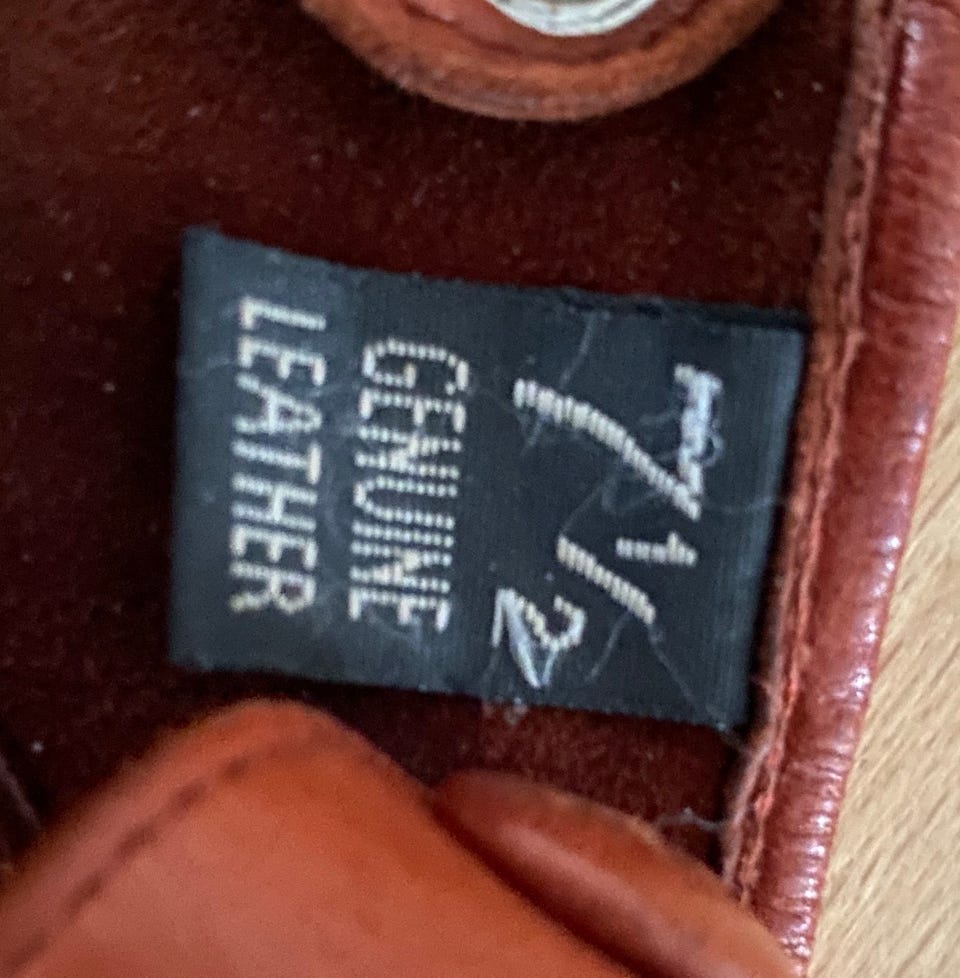 7 1/2
GENUINE
LEATHER